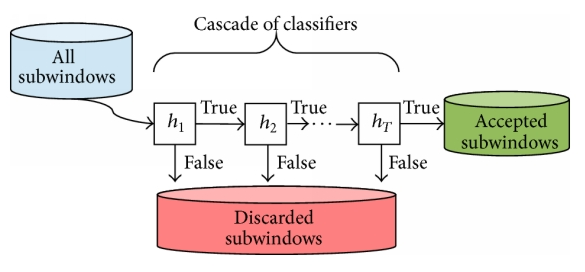 Cascade of classifiers
All
subwindows
h1 True h2 True ... hT True
Accepted
subwindows
False False False
Discarded
subwindows